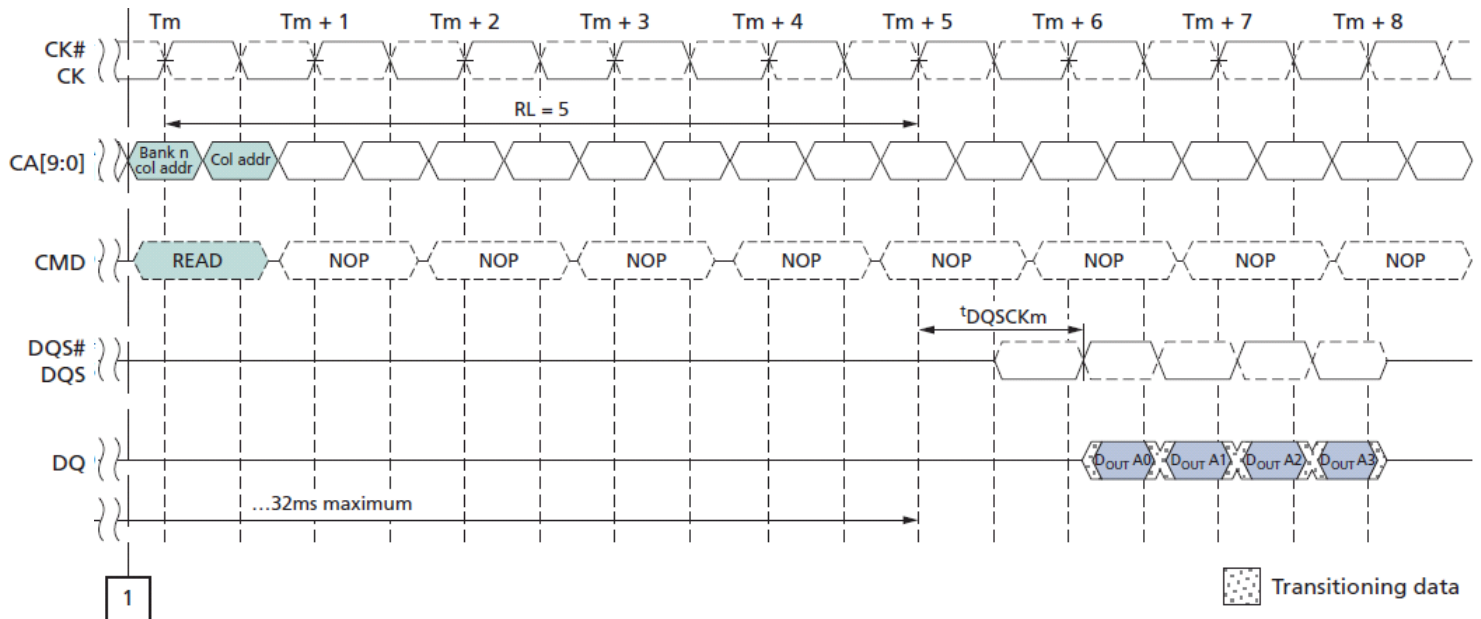 Tm Tm + 1 Tm + 2 Tm + 3 Tm + 4 Tm + 5 Tm + 6 Tm + 7 Tm + 8
CK#
CK
RL = 5
CA[9:0]
Bank n
col addr
Col addr
CMD
READ NOP NOP NOP NOP NOP NOP NOP NOP
tDQSCKm
DQS#
DQS
DQ
DOUT A0 DOUT A1 DOUT A2 DOUT A3
...32ms maximum
1
Transitioning data